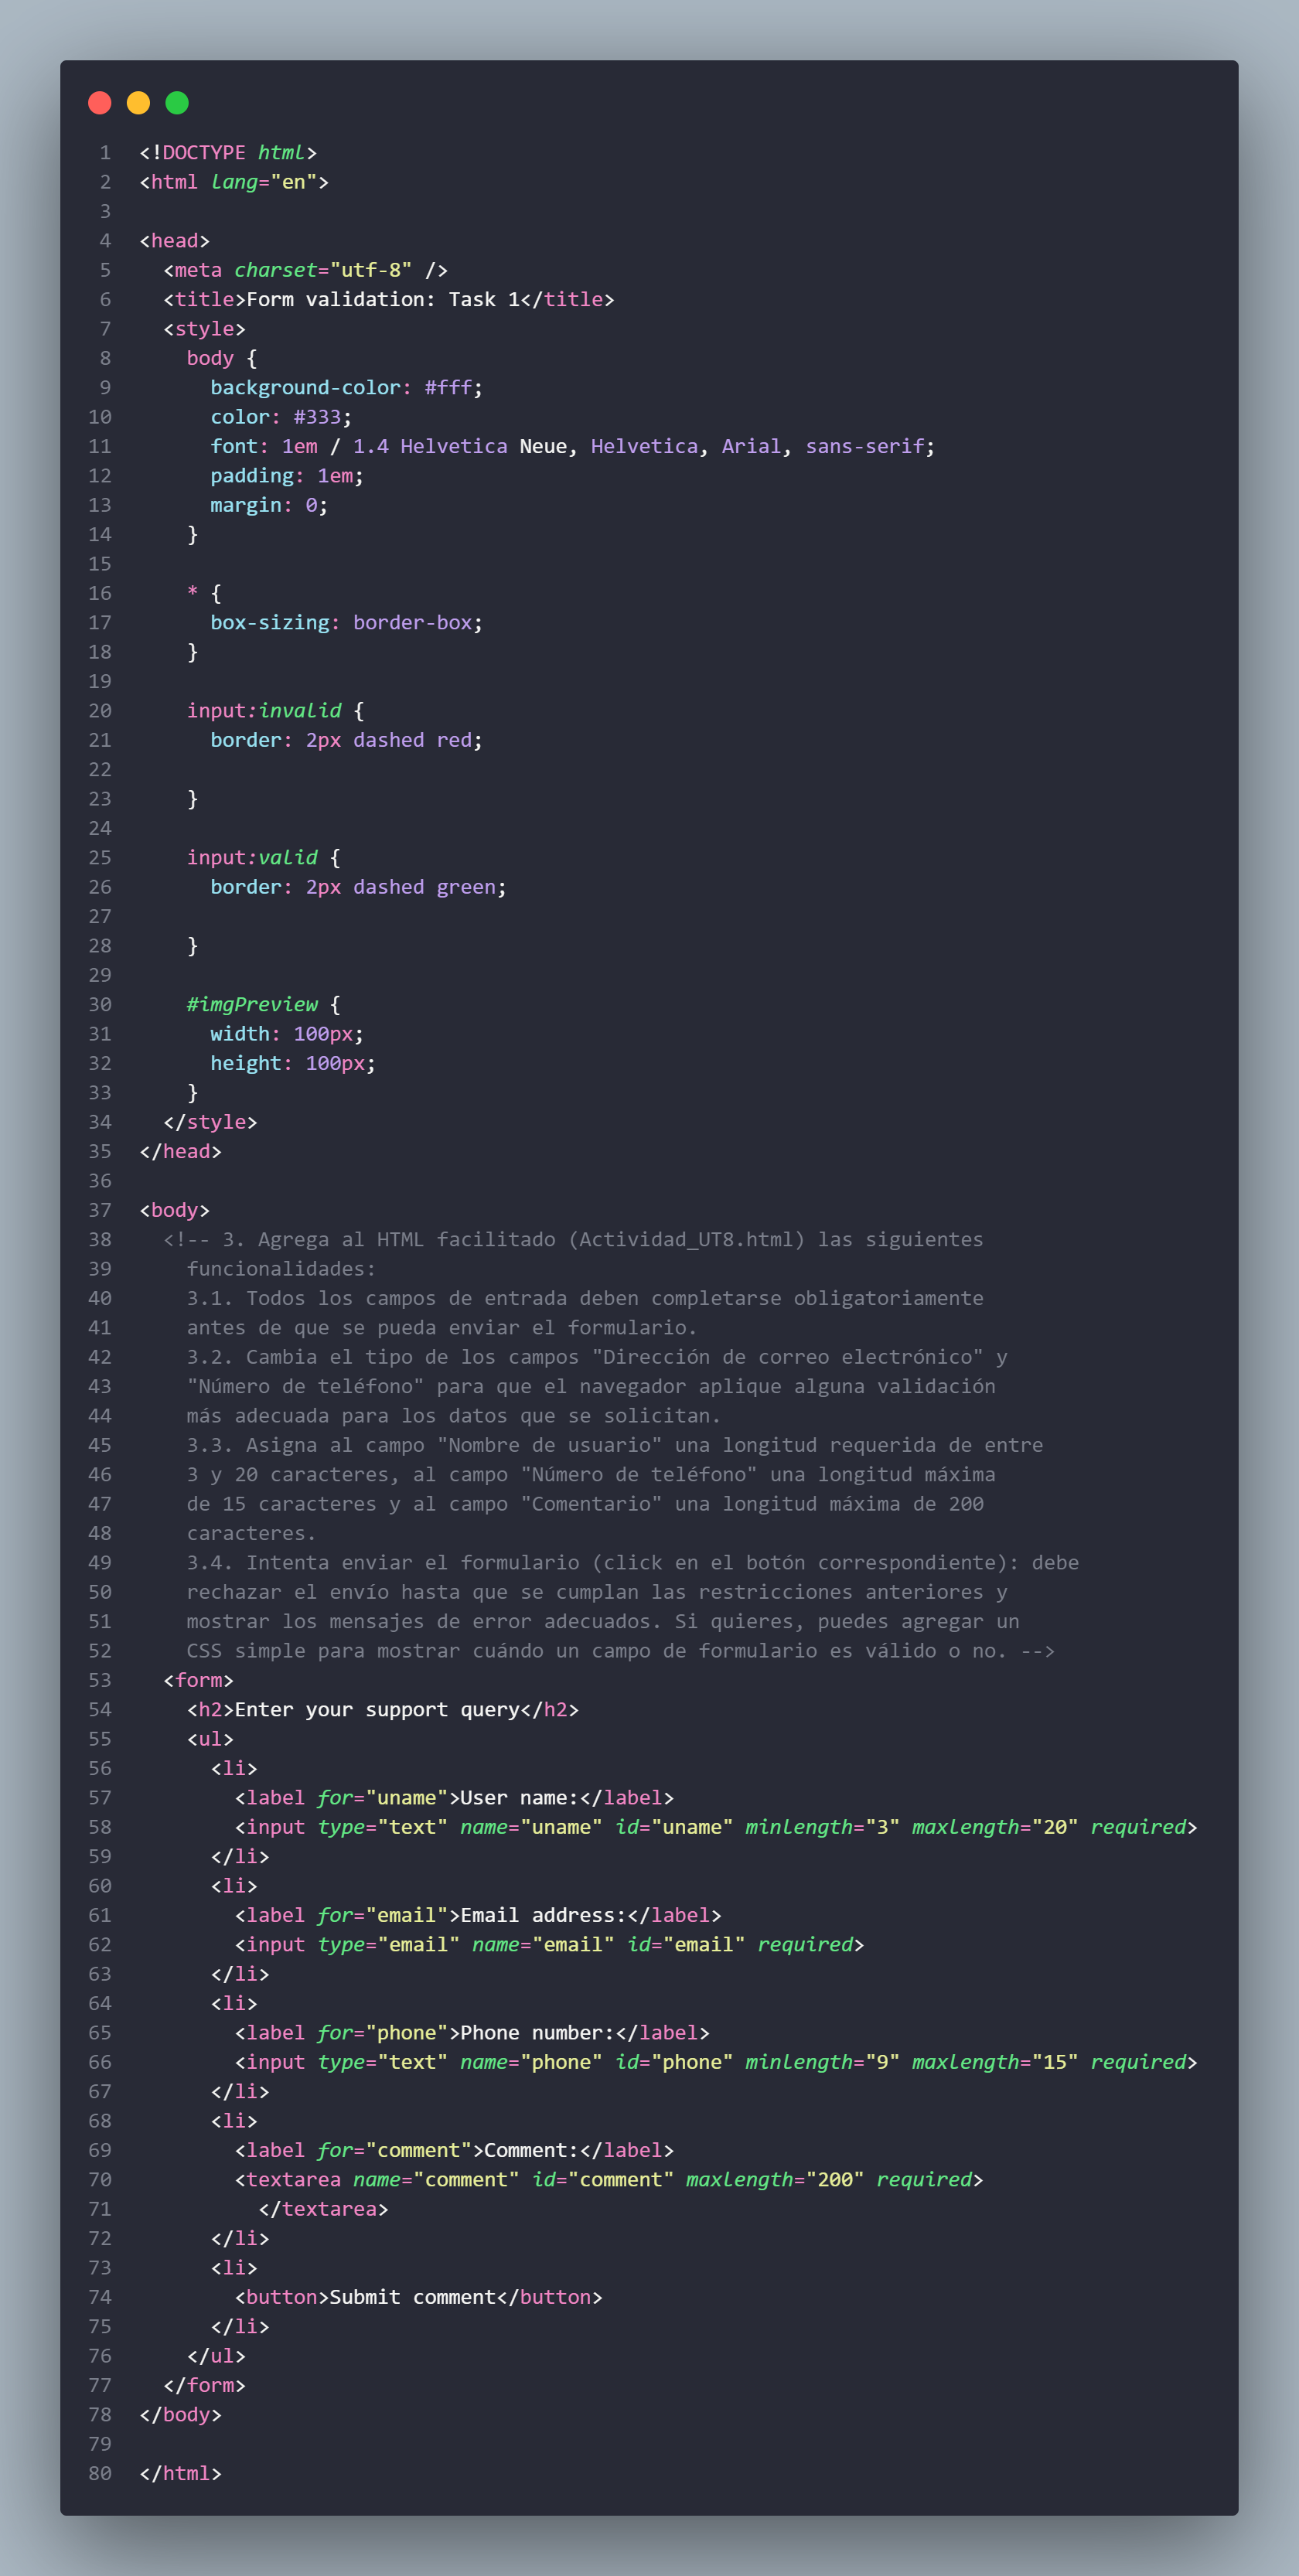 1 <!DOCTYPE html>
2 <html lang="en">
3
4 <head>
5   <meta charset="utf-8" />
6   <title>Form validation: Task 1</title>
7   <style>
8     body {
9       background-color: #fff;
10       color: #333;
11       font: 1em / 1.4 Helvetica Neue, Helvetica, Arial, sans-serif;
12       padding: 1em;
13       margin: 0;
14     }
15
16     * {
17       box-sizing: border-box;
18     }
19
20     input:invalid {
21       border: 2px dashed red;
22
23     }
24
25     input:valid {
26       border: 2px dashed green;
27
28     }
29
30     #imgPreview {
31       width: 100px;
32       height: 100px;
33     }
34   </style>
35 </head>
36
37 <body>
38   <!-- 3. Agrega al HTML facilitado (Actividad_UT8.html) las siguientes
39     funcionalidades:
40     3.1. Todos los campos de entrada deben completarse obligatoriamente
41     antes de que se pueda enviar el formulario.
42     3.2. Cambia el tipo de los campos "Dirección de correo electrónico" y
43     "Número de teléfono" para que el navegador aplique alguna validación
44     más adecuada para los datos que se solicitan.
45     3.3. Asigna al campo "Nombre de usuario" una longitud requerida de entre
46     3 y 20 caracteres, al campo "Número de teléfono" una longitud máxima
47     de 15 caracteres y al campo "Comentario" una longitud máxima de 200
48     caracteres.
49     3.4. Intenta enviar el formulario (click en el botón correspondiente): debe
50     rechazar el envío hasta que se cumplan las restricciones anteriores y
51     mostrar los mensajes de error adecuados. Si quieres, puedes agregar un
52     CSS simple para mostrar cuándo un campo de formulario es válido o no. -->
53   <form>
54     <h2>Enter your support query</h2>
55     <ul>
56       <li>
57         <label for="uname">User name:</label>
58         <input type="text" name="uname" id="uname" minlength="3" maxlength="20" required>
59       </li>
60       <li>
61         <label for="email">Email address:</label>
62         <input type="email" name="email" id="email" required>
63       </li>
64       <li>
65         <label for="phone">Phone number:</label>
66         <input type="text" name="phone" id="phone" minlength="9" maxlength="15" required>
67       </li>
68       <li>
69         <label for="comment">Comment:</label>
70         <textarea name="comment" id="comment" maxlength="200" required>
71           </textarea>
72       </li>
73       <li>
74         <button>Submit comment</button>
75       </li>
76     </ul>
77   </form>
78 </body>
79
80 </html>